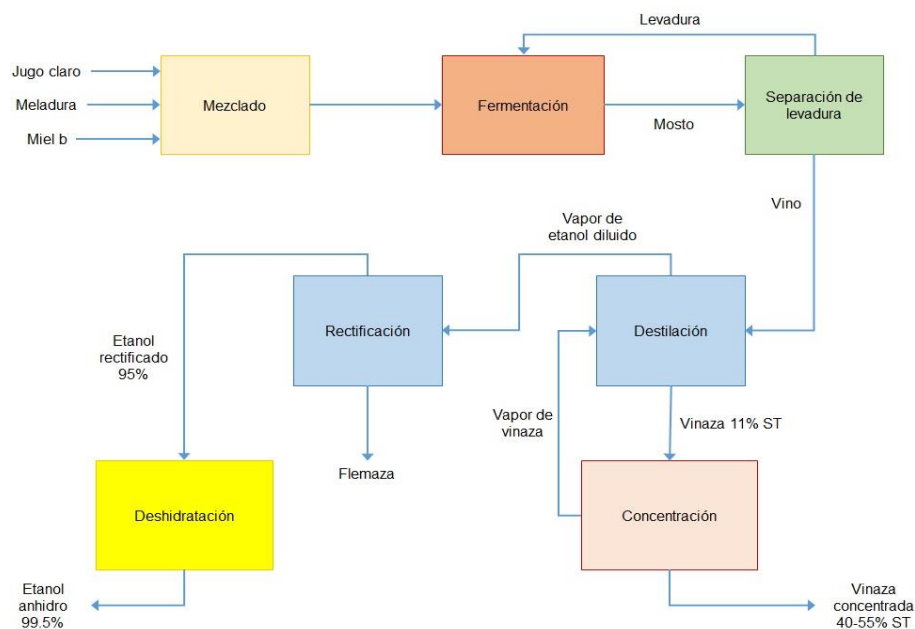 Levadura
Jugo claro
Meladura
Miel b
Mezclado
Fermentación
Mosto
Separación de
levadura
Vino
Vapor de
etanol diluido
Rectificación
Destilación
Etanol
rectificado
95%
Vapor de
vinaza
Vinaza 11% ST
Flemaza
Deshidratación
Concentración
Etanol
anhidro
99.5%
Vinaza
concentrada
40-55% ST